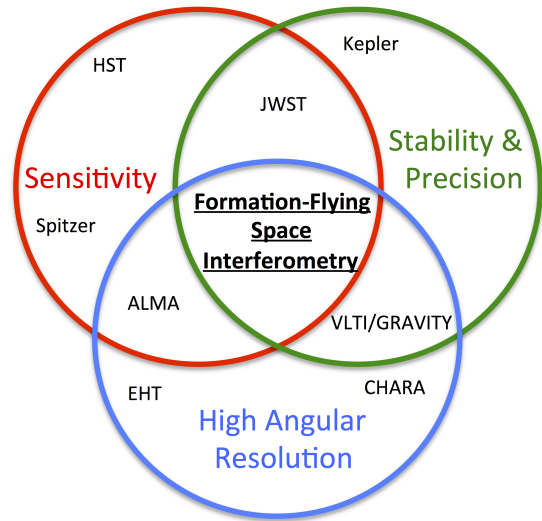 Kepler
HST
JWST
Stability &
Precision
Sensitivity
Formation-Flying
Space
Interferometry
Spitzer
ALMA
VLTI/GRAVITY
EHT
CHARA
High Angular
Resolution